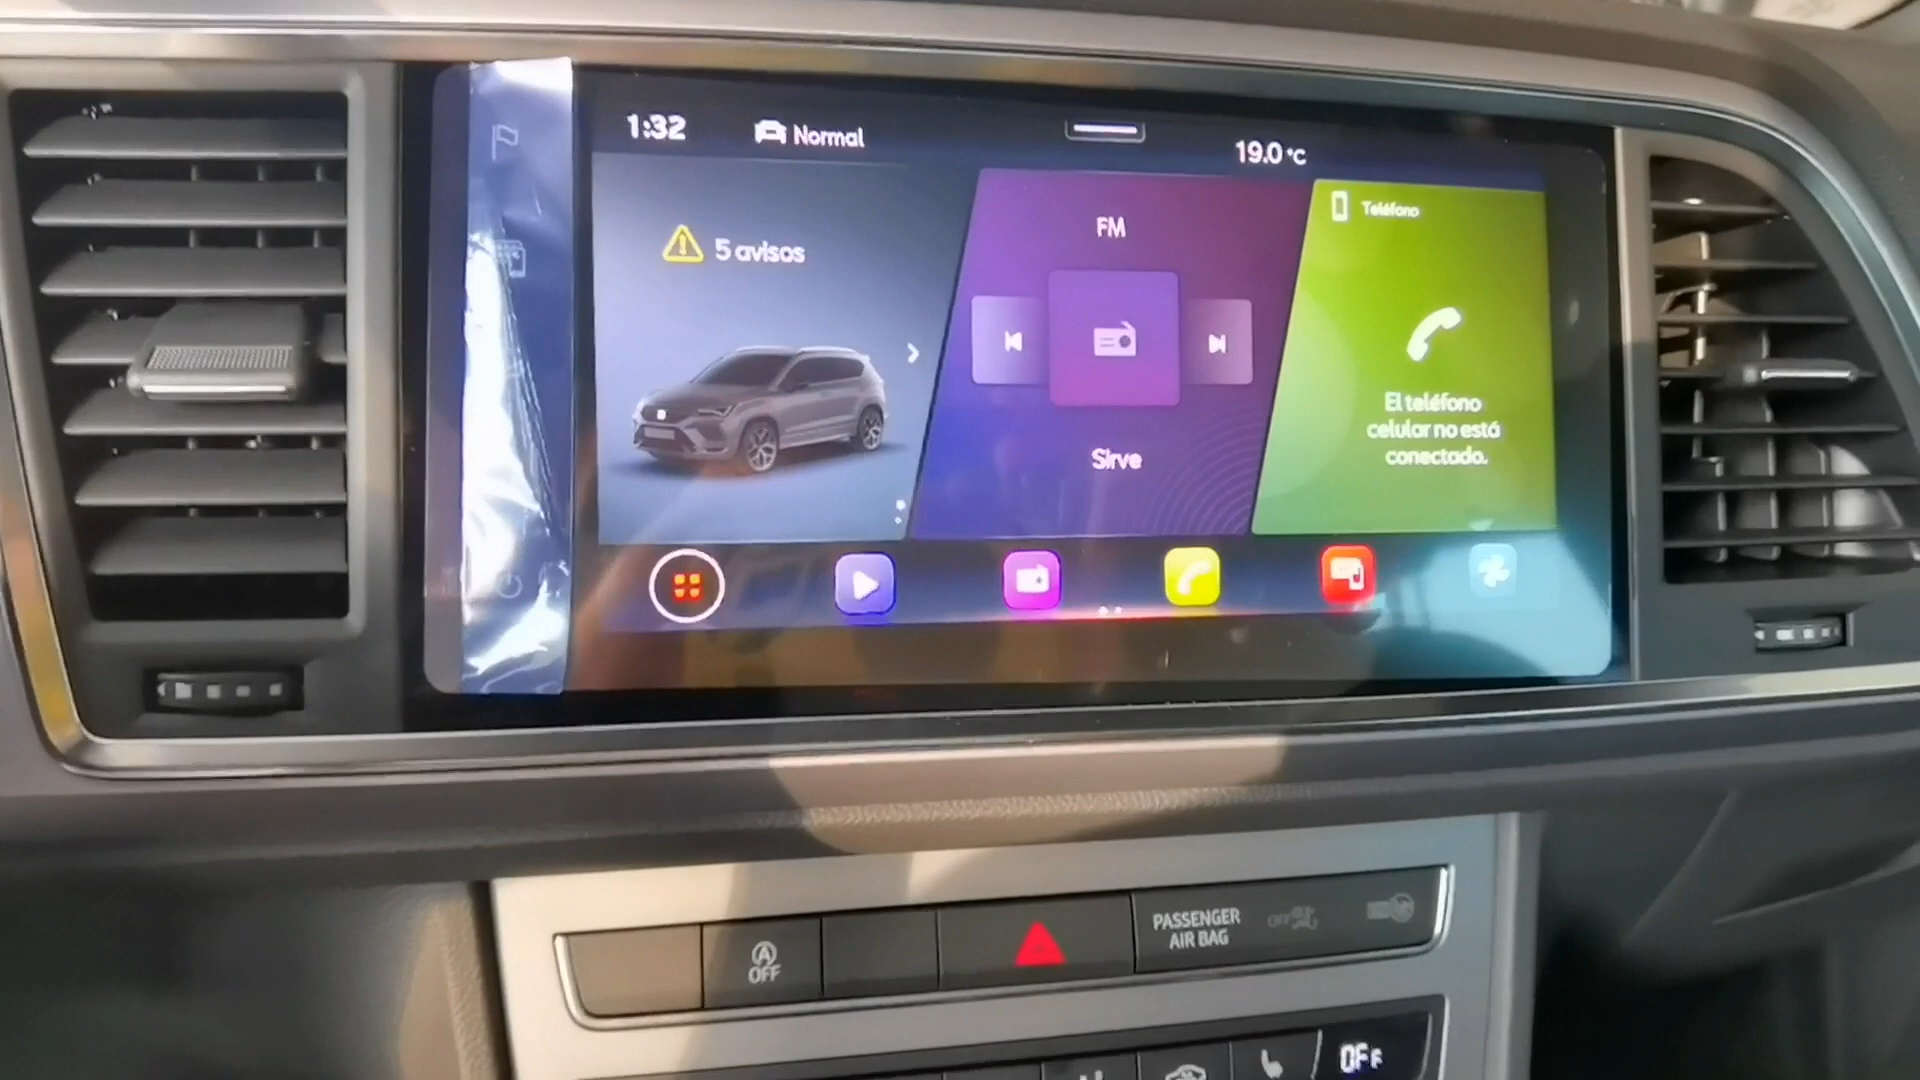 1:32
Normal
19.0 °C
5 avisos
FM
Sirve
Teléfono
El teléfono
celular no está
conectado.
A
OFF
PASSENGER
AIR BAG
OFF
OFF